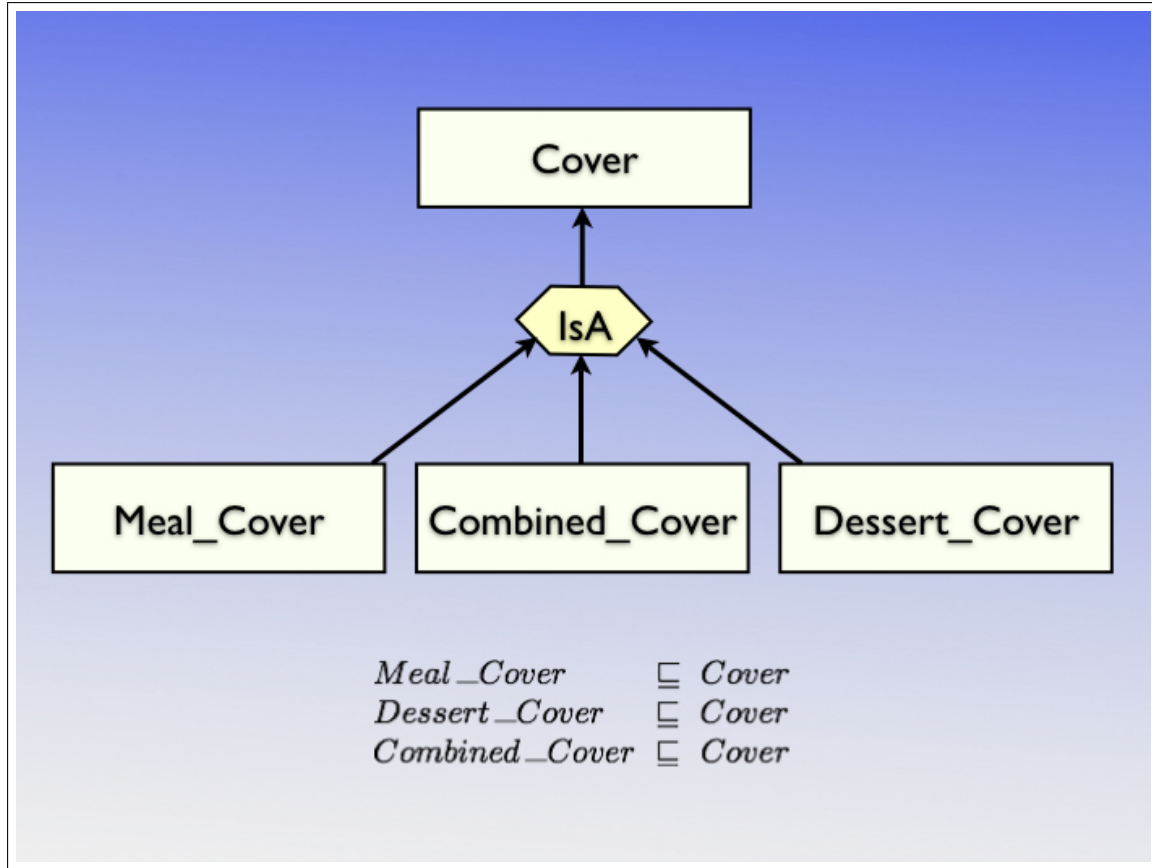 Cover
IsA
Meal_Cover
Combined_Cover
Dessert_Cover
Meal_Cover ⊑ Cover
Dessert_Cover ⊑ Cover
Combined_Cover ⊑ Cover